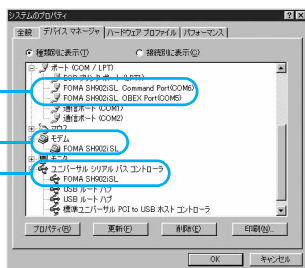 システムのプロパティ
全般 デバイス マネージャ ハードウェア プロファイル パフォーマンス
種類別に表示(T) 接続別に表示(C)
ポート (COM / LPT)
FOMA SH902iSL Command Port(COM6)
FOMA SH902iSL OBEX Port(COM5)
通信ポート (COM1)
通信ポート (COM2)
マウス
モデム
FOMA SH902iSL
モニタ
ユニバーサル シリアル バス コントローラ
FOMA SH902iSL
USB ルート ハブ
USB ルート ハブ
標準ユニバーサル PCI to USB ホスト コントローラ
プロパティ(R) 更新(F) 削除(E) 印刷(N)...
OK キャンセル